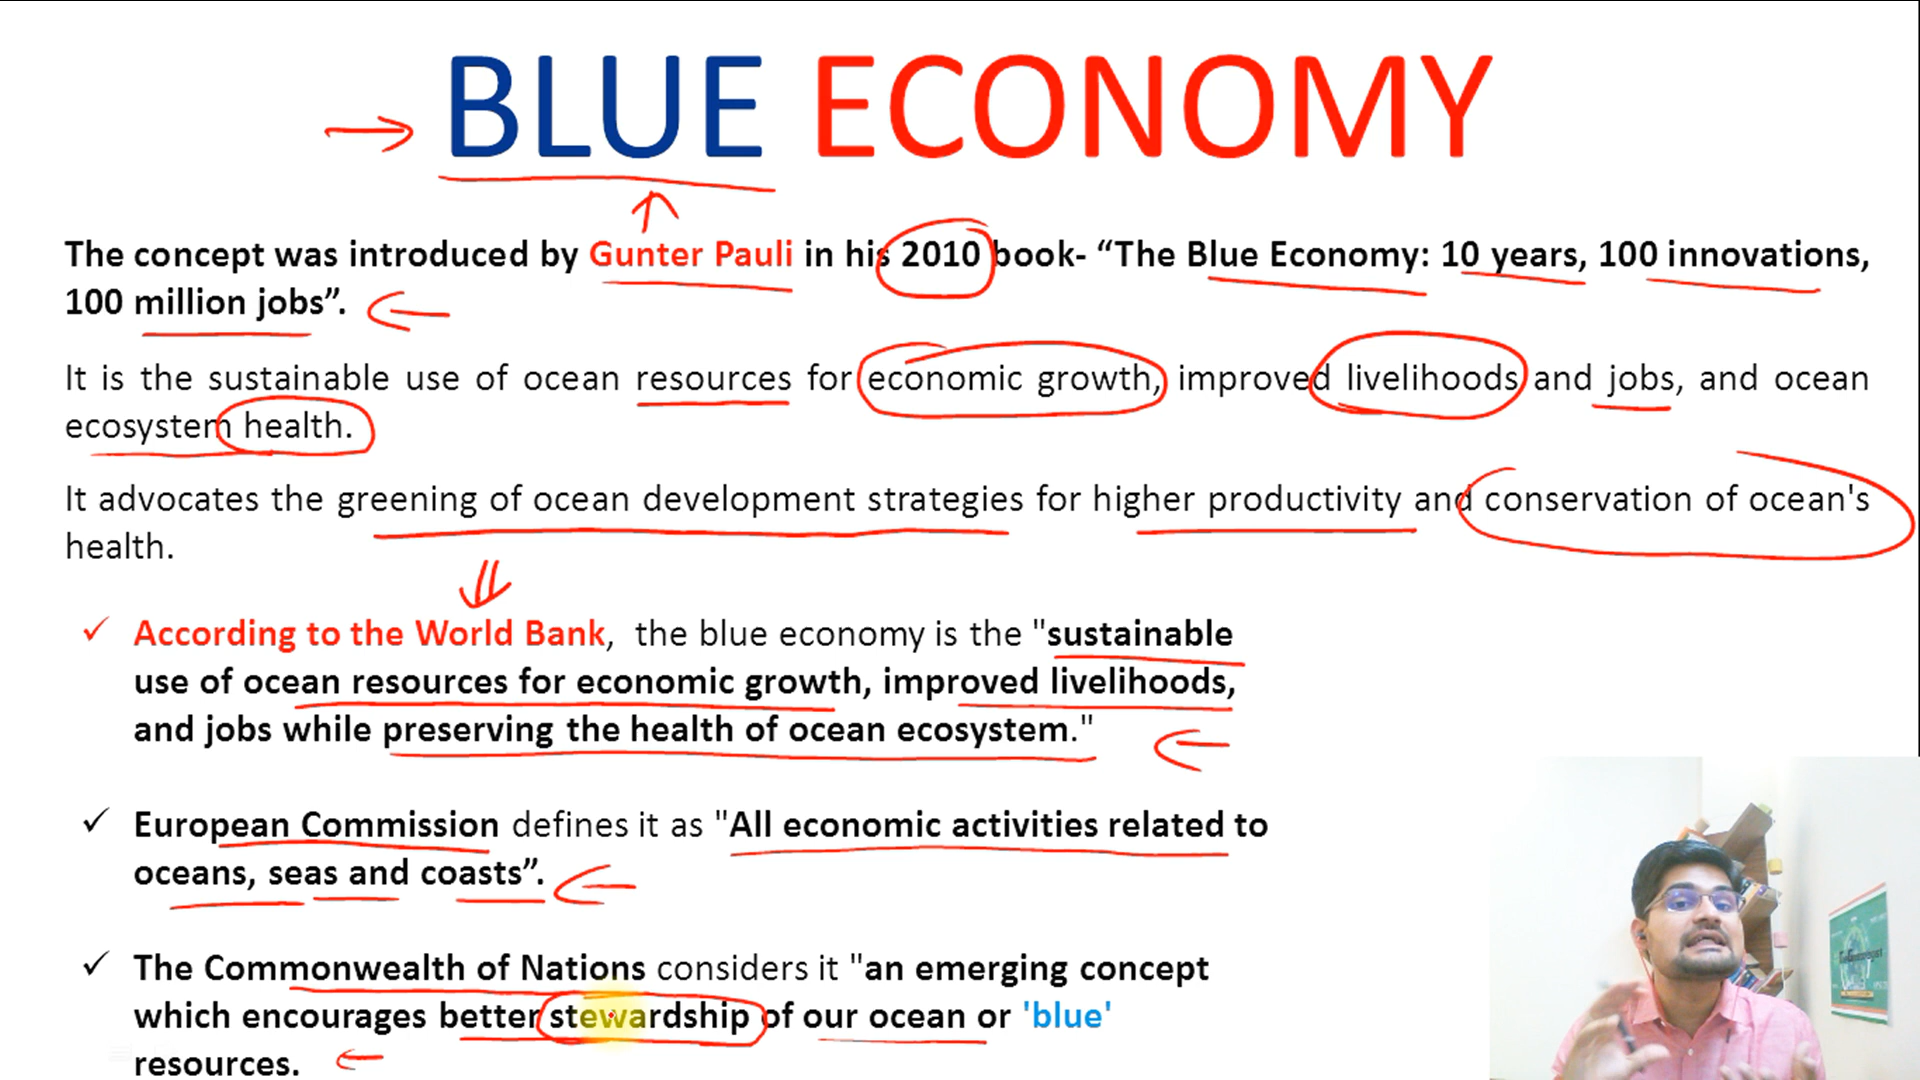 BLUE ECONOMY
The concept was introduced by Gunter Pauli in his 2010 book- “The Blue Economy: 10 years, 100 innovations,
100 million jobs”.
It is the sustainable use of ocean resources for economic growth, improved livelihoods and jobs, and ocean
ecosystem health.
It advocates the greening of ocean development strategies for higher productivity and conservation of ocean's
health.
✓ According to the World Bank, the blue economy is the "sustainable
use of ocean resources for economic growth, improved livelihoods,
and jobs while preserving the health of ocean ecosystem."
✓ European Commission defines it as "All economic activities related to
oceans, seas and coasts”.
✓ The Commonwealth of Nations considers it "an emerging concept
which encourages better stewardship of our ocean or 'blue'
resources.